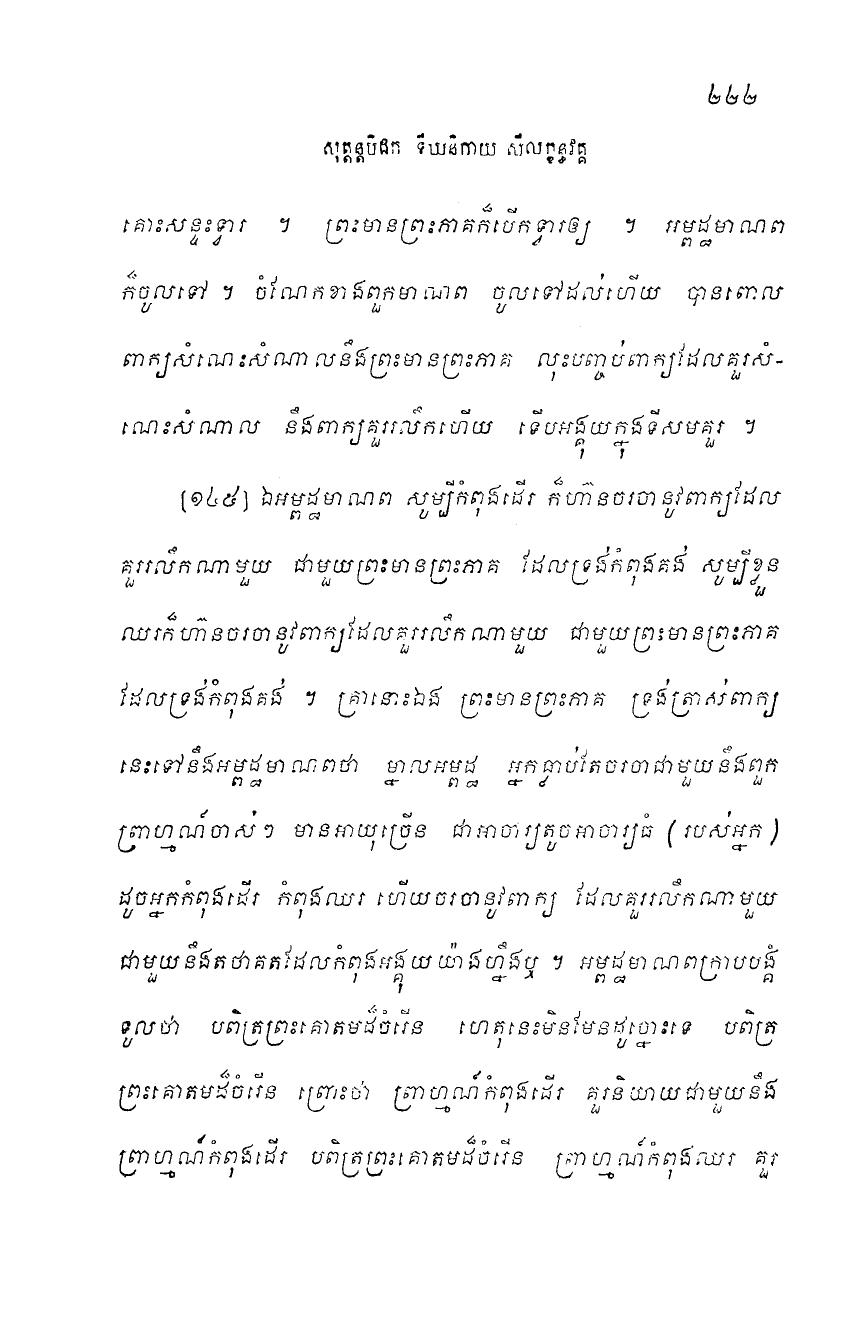 ២២២
សុត្តន្តបិដក ទីឃនិកាយ សីលក្ខន្ធវគ្គ
គោះសន្ទះទ្វារ ។ ព្រះមានព្រះភាគក៏បើកទ្វារឲ្យ ។ អម្ពដ្ឋមាណព
ក៏ចូលទៅ ។ ចំណែកខាងពួកមាណព ចូលទៅដល់ហើយ បានពោល
ពាក្យសំណេះសំណាលនឹងព្រះមានព្រះភាគ លុះបញ្ចប់ពាក្យដែលគួរសំ-
ណេះសំណាល នឹងពាក្យគួររលឹកហើយ ទើបអង្គុយក្នុងទីសមគួរ ។
[១៤៥] ឯអម្ពដ្ឋមាណព សូម្បីកំពុងដើរ ក៏ហ៊ានចរចានូវពាក្យដែល
គួររលឹកណាមួយ ជាមួយព្រះមានព្រះភាគ ដែលទ្រង់កំពុងគង់ សូម្បីខ្លួន
ឈរក៏ហ៊ានចរចានូវពាក្យដែលគួររលឹកណាមួយ ជាមួយព្រះមានព្រះភាគ
ដែលទ្រង់កំពុងគង់ ។ គ្រានោះឯង ព្រះមានព្រះភាគ ទ្រង់ត្រាស់ពាក្យ
នេះទៅនឹងអម្ពដ្ឋមាណពថា ម្នាលអម្ពដ្ឋ អ្នកធ្លាប់តែចរចាជាមួយនឹងពួក
ព្រាហ្មណ៍ចាស់ៗ មានអាយុច្រើន ជាអាចារ្យតូចអាចារ្យធំ (របស់អ្នក)
ដូចអ្នកកំពុងដើរ កំពុងឈរ ហើយចរចានូវពាក្យ ដែលគួររលឹកណាមួយ
ជាមួយនឹងតថាគតដែលកំពុងអង្គុយយ៉ាងហ្នឹងឬ ។ អម្ពដ្ឋមាណពក្រាបបង្គំ
ទូលថា បពិត្រព្រះគោតមដ៏ចំរើន ហេតុនេះមិនមែនដូច្នោះទេ បពិត្រ
ព្រះគោតមដ៏ចំរើន ព្រោះថា ព្រាហ្មណ៍កំពុងដើរ គួរនិយាយជាមួយនឹង
ព្រាហ្មណ៍កំពុងដើរ បពិត្រព្រះគោតមដ៏ចំរើន ព្រាហ្មណ៍កំពុងឈរ គួរ